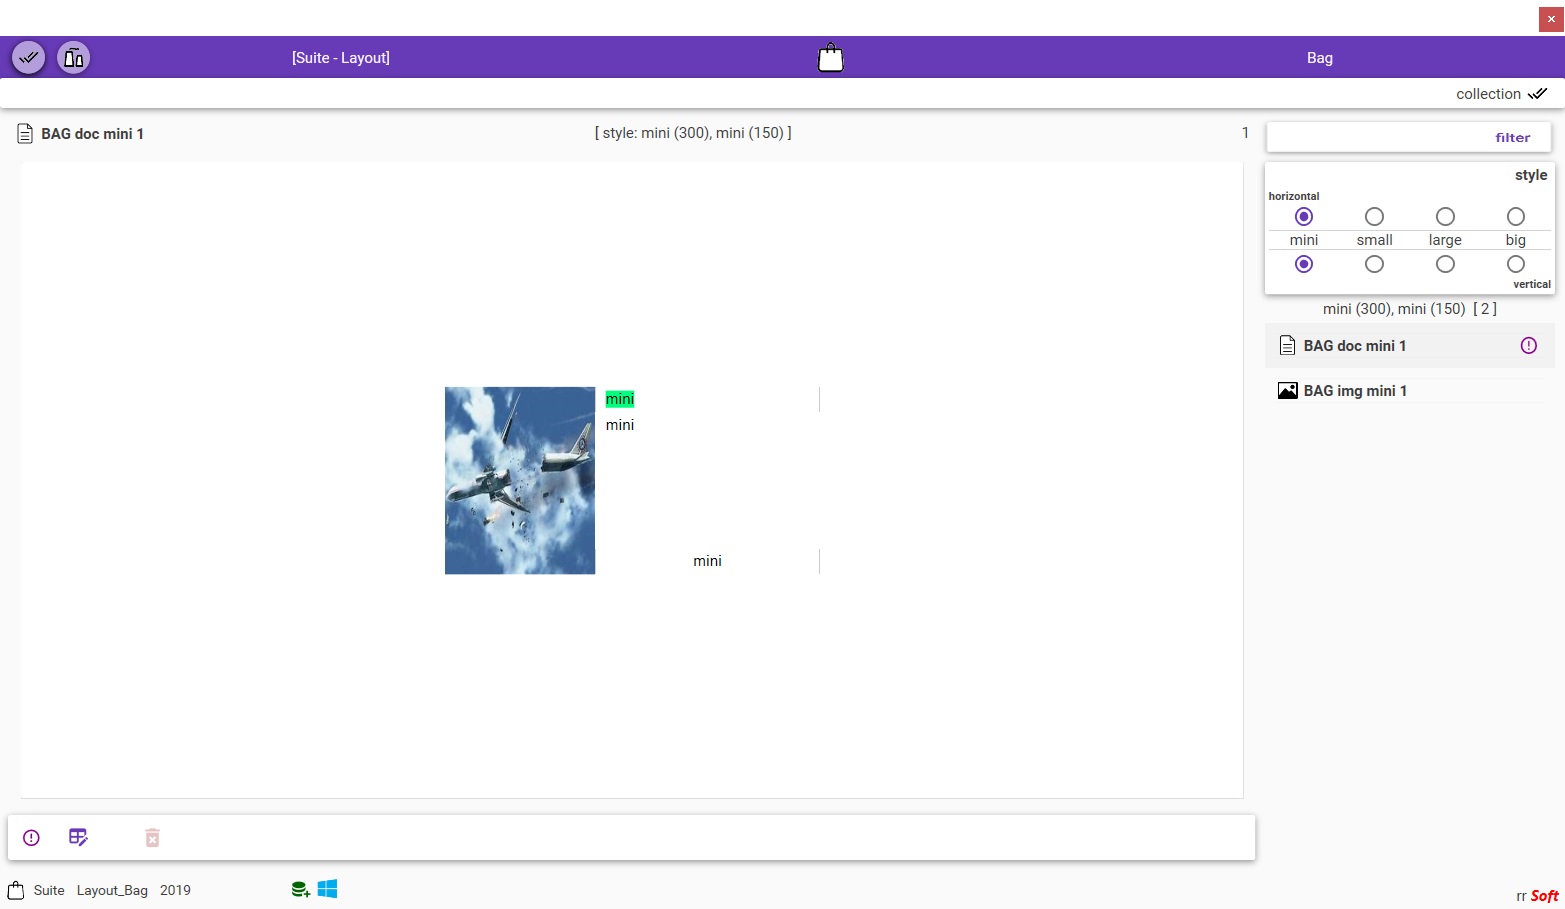 [Suite - Layout]
Bag
collection
BAG doc mini 1
[ style: mini (300), mini (150) ]
1
filter
style
horizontal
mini small large big
vertical
mini (300), mini (150) [ 2 ]
BAG doc mini 1
BAG img mini 1
mini
mini
mini
Suite Layout_Bag 2019
rr Soft